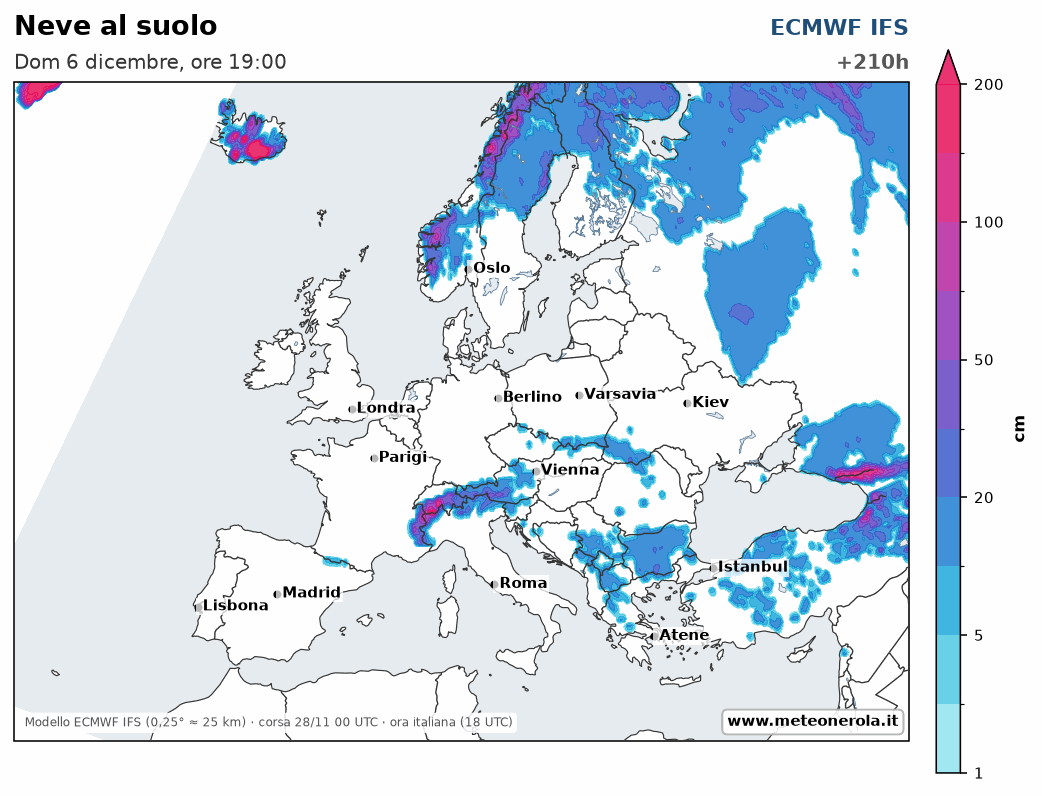 Neve al suolo
ECMWF IFS
Dom 6 dicembre, ore 19:00
+210h
200
100
50
20
5
1
cm
Oslo
Londra
Berlino
Varsavia
Kiev
Parigi
Vienna
Istanbul
Roma
Madrid
Lisbona
Atene
Modello ECMWF IFS (0,25° ≈ 25 km) · corsa 28/11 00 UTC · ora italiana (18 UTC)
www.meteonerola.it